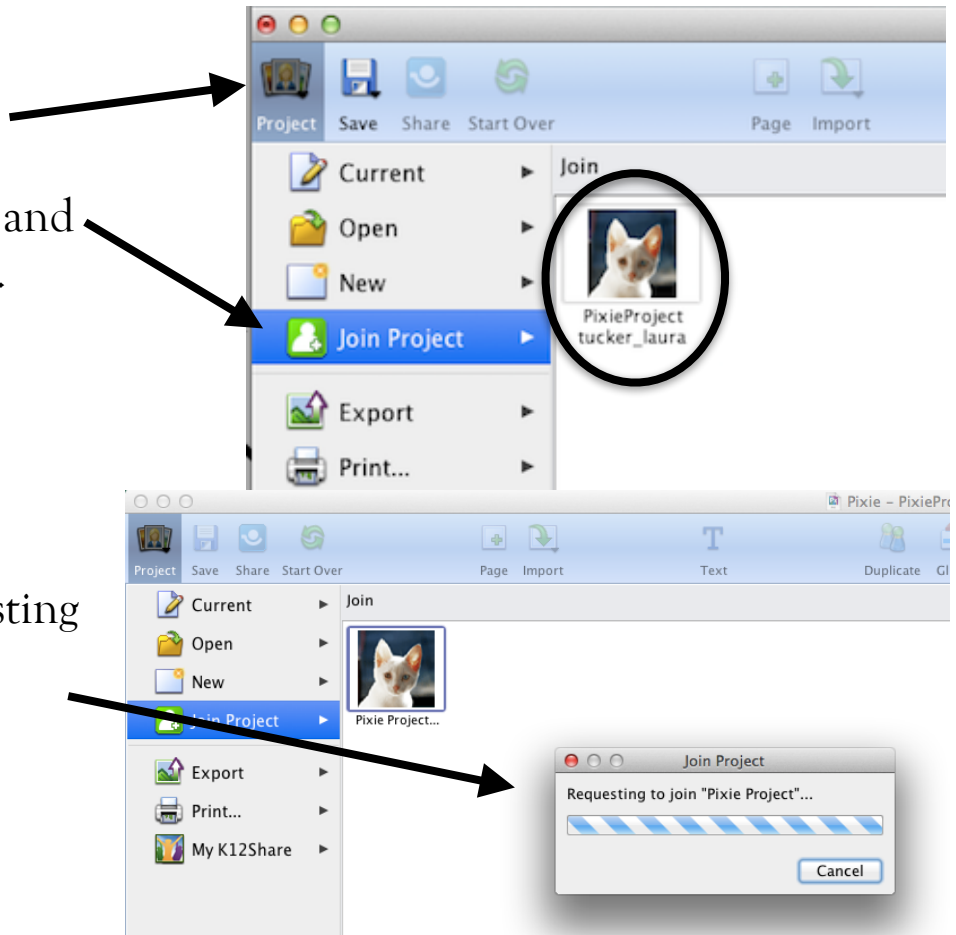 Project Save Share Start Over Page Import
and
Current
Join
Open
New
PixieProject
tucker_laura
Join Project
Export
Print...
Pixie – PixiePr
Project Save Share Start Over Page Import Text Duplicate
Current
Join
sting
Open
New
Join Project
Pixie Project...
Join Project
Export
Requesting to join "Pixie Project"...
Print...
My K12Share
Cancel